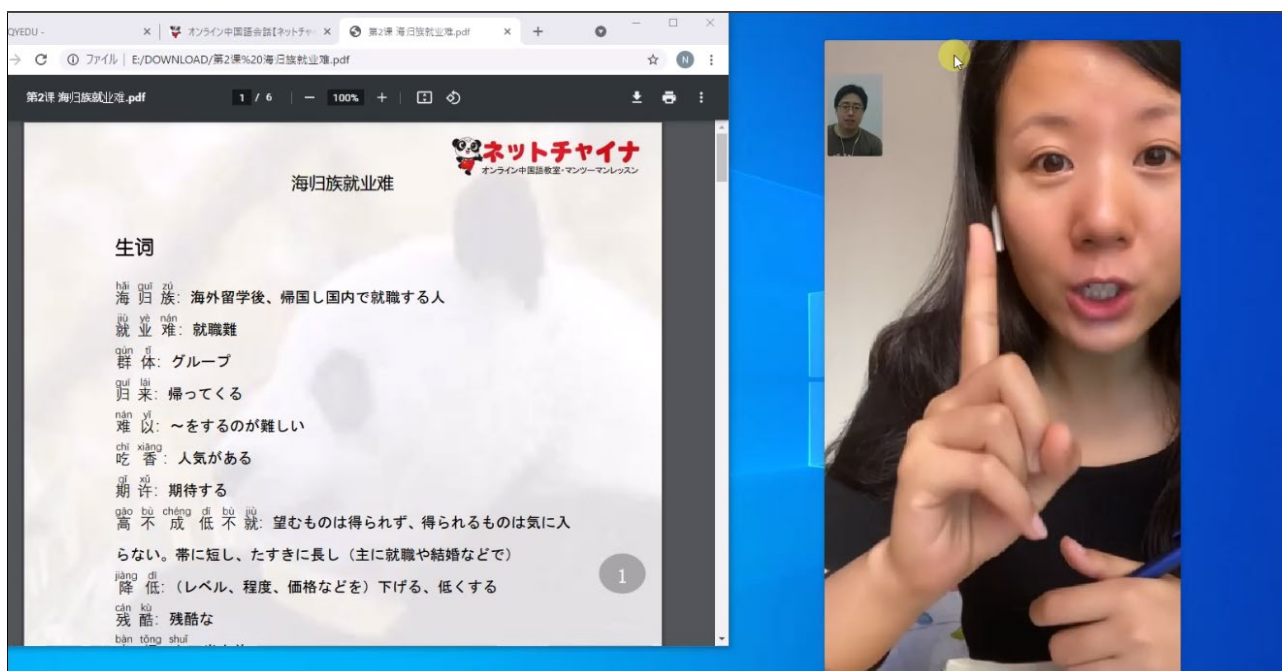 QYEDU -
オンライン中国語会話【ネットチャ
第2课 海归族就业难.pdf
ファイル | E:/DOWNLOAD/第2课%20海归族就业难.pdf
N
第2课 海归族就业难.pdf
1 / 6
100%
ネットチャイナ
オンライン中国語教室・マンツーマンレッスン
海归族就业难
生词
hǎi guī zú
海 归 族: 海外留学後、帰国し国内で就職する人
jiù yè nán
就 业 难: 就職難
qún tǐ
群 体: グループ
guī lái
归 来: 帰ってくる
nán yǐ
难 以: ~をするのが難しい
chī xiāng
吃 香: 人気がある
qī xǔ
期 许: 期待する
gāo bù chéng dī bù jiù
高 不 成 低 不 就: 望むものは得られず、得られるものは気に入
らない。帯に短し、たすきに長し（主に就職や結婚などで）
jiàng dī
降 低: （レベル、程度、価格などを）下げる、低くする
cán kù
残 酷: 残酷な
bàn tōng shuǐ
1